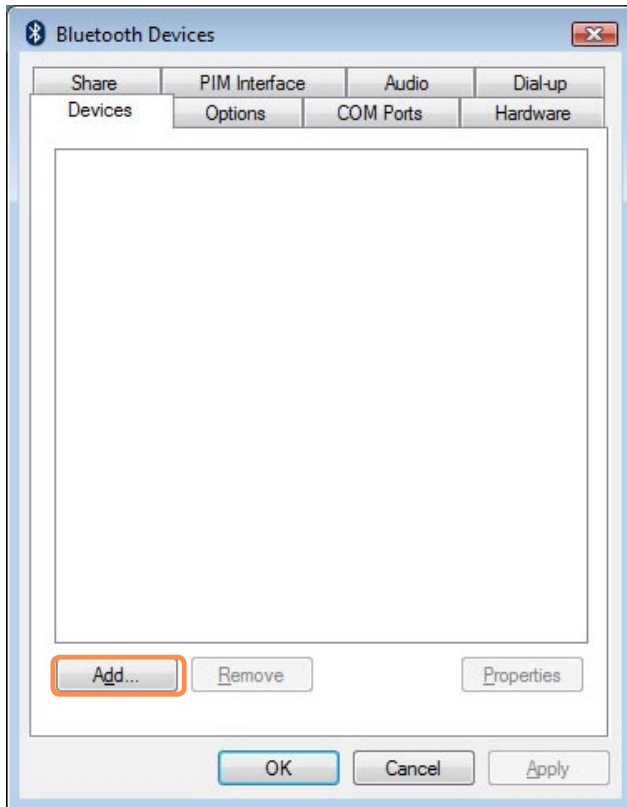 Bluetooth Devices
Share PIM Interface Audio Dial-up
Devices Options COM Ports Hardware
Add... Remove Properties
OK Cancel Apply